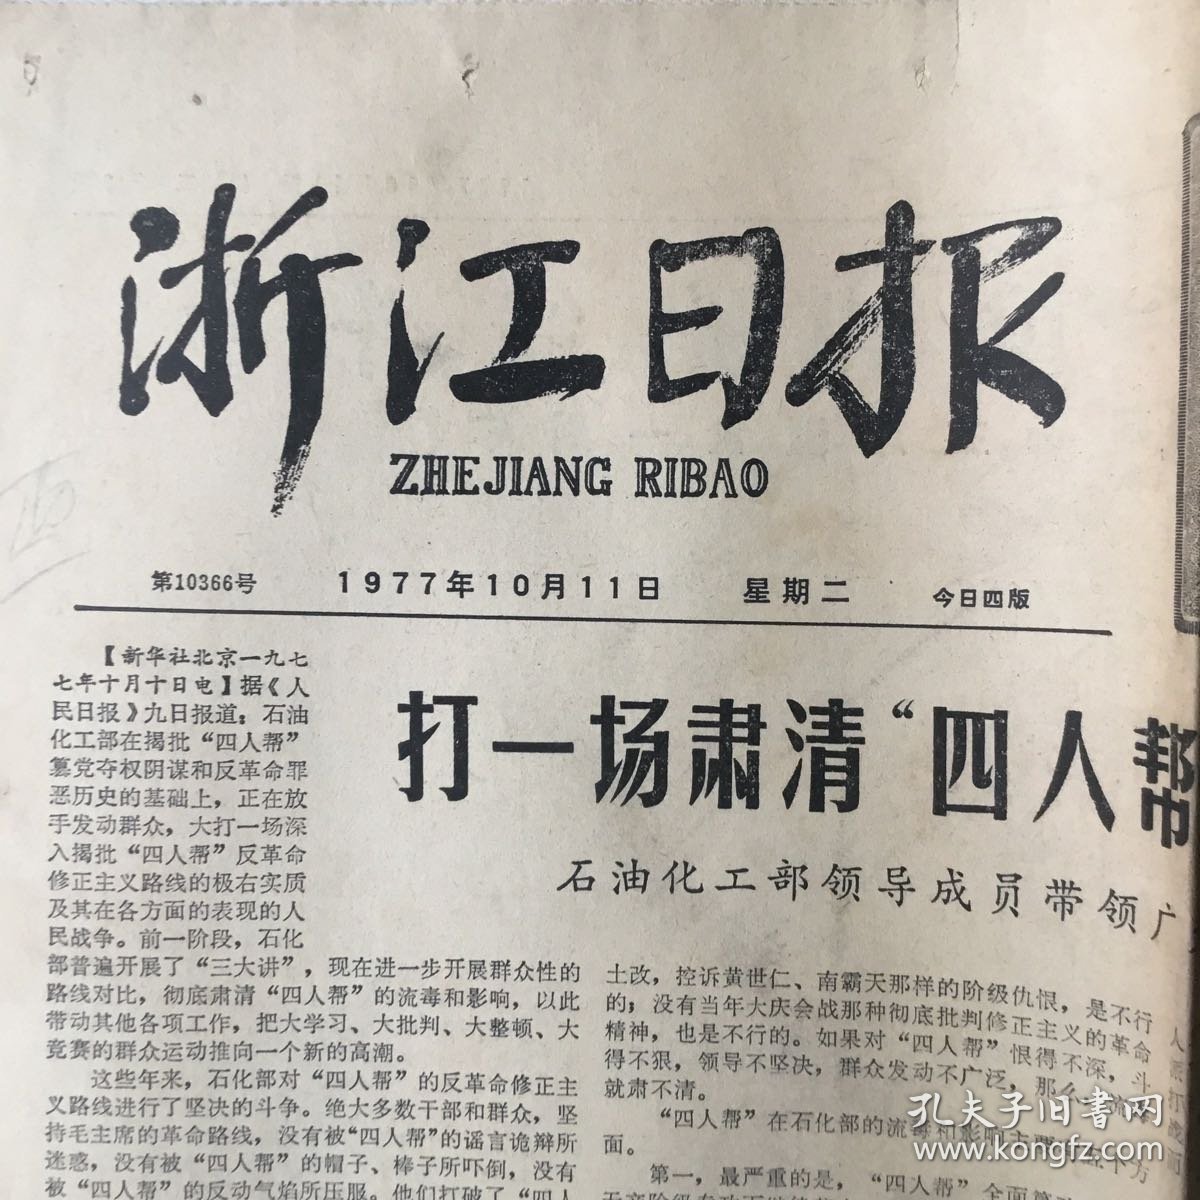 浙江日报
ZHEJIANG RIBAO
第10366号 1977年10月11日 星期二 今日四版
打一场肃清“四人帮
石油化工部领导成员带领广
【新华社北京一九七
七年十月十日电】据《人
民日报》九日报道：石油
化工部在揭批“四人帮”
篡党夺权阴谋和反革命罪
恶历史的基础上，正在放
手发动群众，大打一场深
入揭批“四人帮”反革命
修正主义路线的极右实质
及其在各方面的表现的人
民战争。前一阶段，石化
部普遍开展了“三大讲”，现在进一步开展群众性的
路线对比，彻底肃清“四人帮”的流毒和影响，以此
带动其他各项工作，把大学习、大批判、大整顿、大
竞赛的群众运动推向一个新的高潮。
这些年来，石化部对“四人帮”的反革命修正主
义路线进行了坚决的斗争。绝大多数干部和群众，坚
持毛主席的革命路线，没有被“四人帮”的谣言诡辩所
迷惑，没有被“四人帮”的帽子、棒子所吓倒，没有
被“四人帮”的反动气焰所压服。他们打破了“四人
土改，控诉黄世仁、南霸天那样的阶级仇恨，是不行
的；没有当年大庆会战那种彻底批判修正主义的革命
精神，也是不行的。如果对“四人帮”恨得不深，斗
得不狠，领导不坚决，群众发动不广泛，那么
就肃不清。
“四人帮”在石化部的流毒和影响
面。
第一，最严重的是，“四人帮”全面
孔夫子旧书网
www.kongfz.com